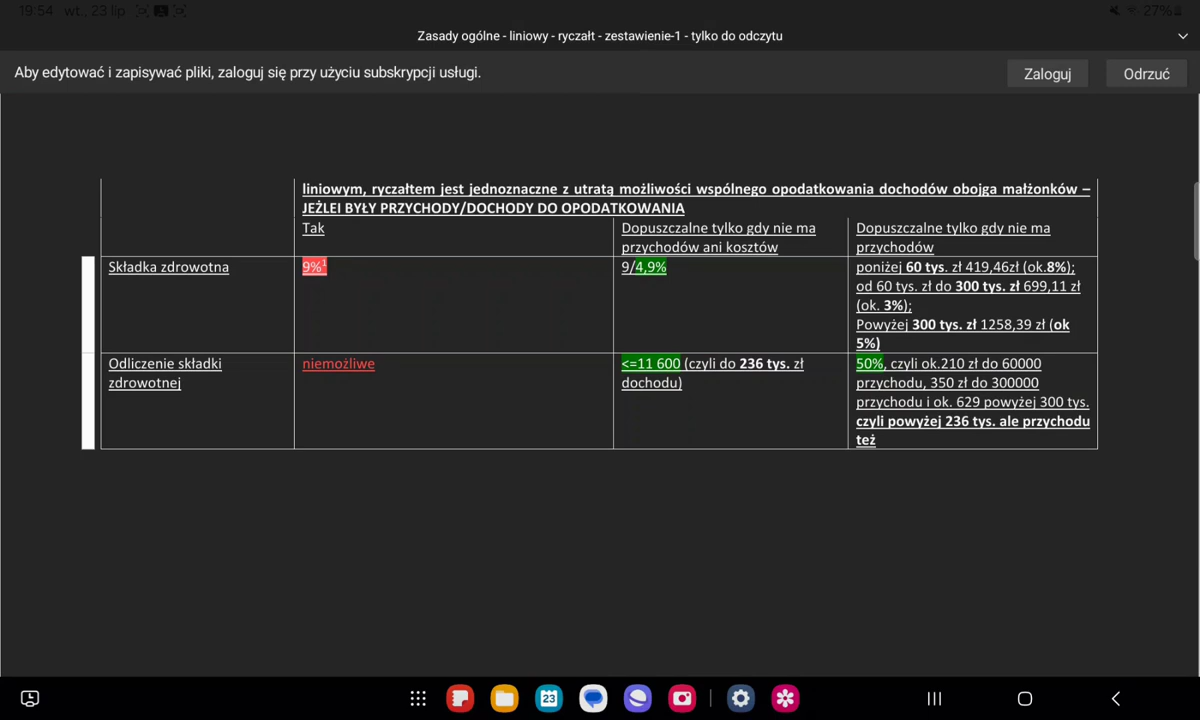 19:54 wt., 23 lip
27%
Zasady ogólne - liniowy - ryczałt - zestawienie-1 - tylko do odczytu
Aby edytować i zapisywać pliki, zaloguj się przy użyciu subskrypcji usługi.
Zaloguj
Odrzuć
liniowym, ryczałtem jest jednoznaczne z utratą możliwości wspólnego opodatkowania dochodów obojga małżonków –
JEŻLEI BYŁY PRZYCHODY/DOCHODY DO OPODATKOWANIA
Tak
Dopuszczalne tylko gdy nie ma
przychodów ani kosztów
Dopuszczalne tylko gdy nie ma
przychodów
Składka zdrowotna
9%¹
9/4,9%
poniżej 60 tys. zł 419,46zł (ok.8%);
od 60 tys. zł do 300 tys. zł 699,11 zł
(ok. 3%);
Powyżej 300 tys. zł 1258,39 zł (ok
5%)
Odliczenie składki
zdrowotnej
niemożliwe
<=11 600 (czyli do 236 tys. zł
dochodu)
50%, czyli ok.210 zł do 60000
przychodu, 350 zł do 300000
przychodu i ok. 629 powyżej 300 tys.
czyli powyżej 236 tys. ale przychodu
też
23